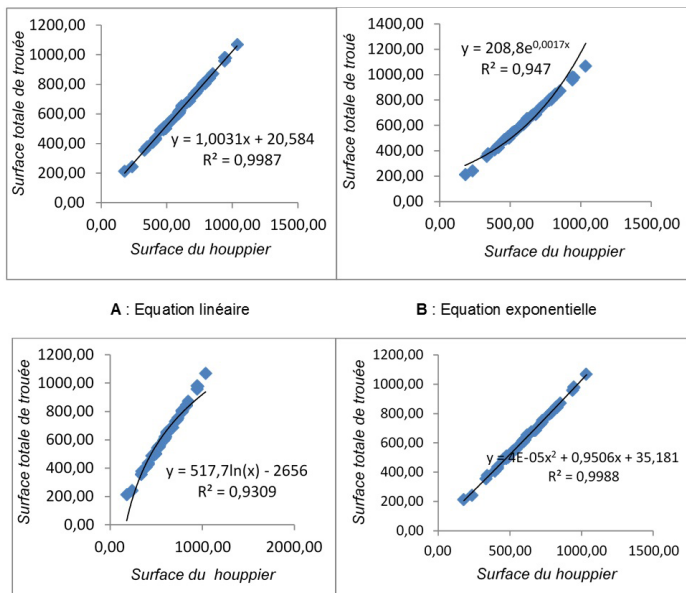 Surface totale de trouée
1200,00
1000,00
800,00
600,00
400,00
200,00
0,00
y = 1,0031x + 20,584
R² = 0,9987
0,00 500,00 1000,00 1500,00
Surface du houppier
Surface totale de troué
1400,00
1200,00
1000,00
800,00
600,00
400,00
200,00
0,00
y = 208,8e0,0017x
R² = 0,947
0,00 500,00 1000,00 1500,00
Surface du houppier
A : Equation linéaire
B : Equation exponentielle
Surface totale de trouée
1200,00
1000,00
800,00
600,00
400,00
200,00
0,00
y = 517,7ln(x) - 2656
R² = 0,9309
0,00 1000,00 2000,00
Surface du houppier
Surface totale de trouée
1200,00
1000,00
800,00
600,00
400,00
200,00
0,00
y = 4E-05x² + 0,9506x + 35,181
R² = 0,9988
0,00 500,00 1000,00 1500,00
Surface du houppier